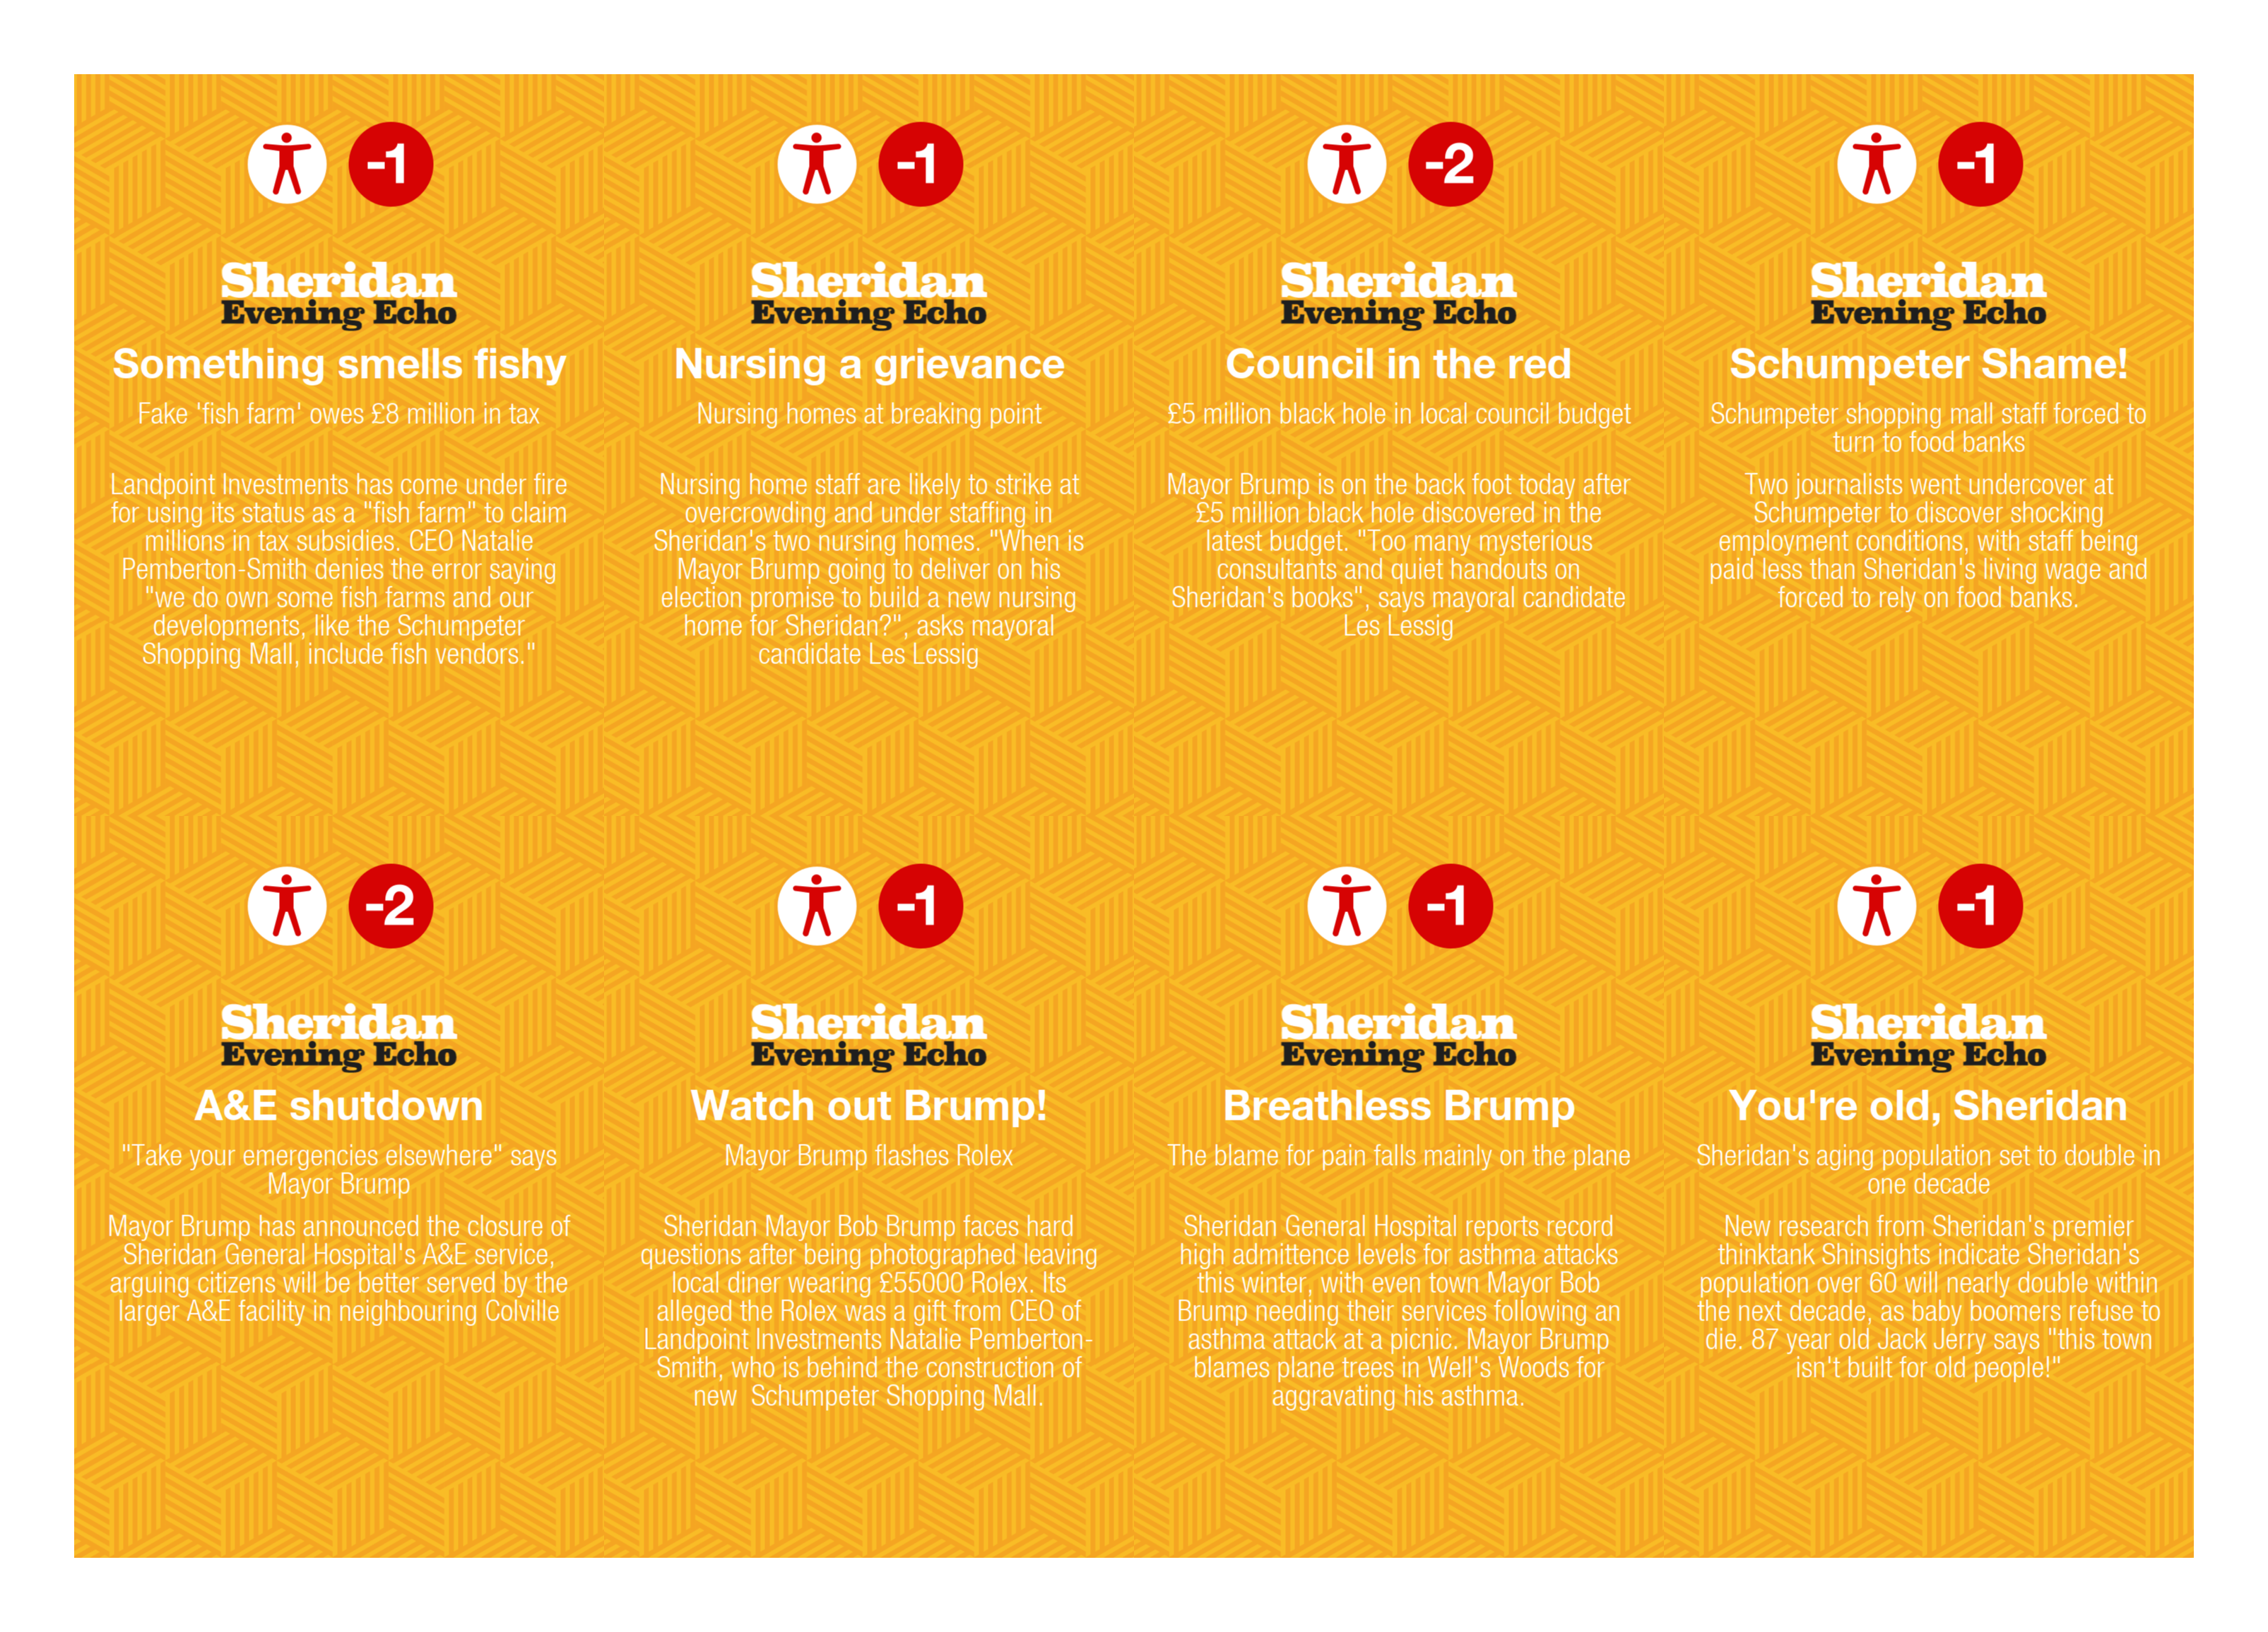 -1
Sheridan
Evening Echo
Something smells fishy
Fake 'fish farm' owes £8 million in tax
Landpoint Investments has come under fire
for using its status as a "fish farm" to claim
millions in tax subsidies. CEO Natalie
Pemberton-Smith denies the error saying
"we do own some fish farms and our
developments, like the Schumpeter
Shopping Mall, include fish vendors."
-1
Sheridan
Evening Echo
Nursing a grievance
Nursing homes at breaking point
Nursing home staff are likely to strike at
overcrowding and under staffing in
Sheridan's two nursing homes. "When is
Mayor Brump going to deliver on his
election promise to build a new nursing
home for Sheridan?", asks mayoral
candidate Les Lessig
-2
Sheridan
Evening Echo
Council in the red
£5 million black hole in local council budget
Mayor Brump is on the back foot today after
£5 million black hole discovered in the
latest budget. "Too many mysterious
consultants and quiet handouts on
Sheridan's books", says mayoral candidate
Les Lessig
-1
Sheridan
Evening Echo
Schumpeter Shame!
Schumpeter shopping mall staff forced to
turn to food banks
Two journalists went undercover at
Schumpeter to discover shocking
employment conditions, with staff being
paid less than Sheridan's living wage and
forced to rely on food banks.
-2
Sheridan
Evening Echo
A&E shutdown
"Take your emergencies elsewhere" says
Mayor Brump
Mayor Brump has announced the closure of
Sheridan General Hospital's A&E service,
arguing citizens will be better served by the
larger A&E facility in neighbouring Colville
-1
Sheridan
Evening Echo
Watch out Brump!
Mayor Brump flashes Rolex
Sheridan Mayor Bob Brump faces hard
questions after being photographed leaving
local diner wearing £55000 Rolex. Its
alleged the Rolex was a gift from CEO of
Landpoint Investments Natalie Pemberton-
Smith, who is behind the construction of
new  Schumpeter Shopping Mall.
-1
Sheridan
Evening Echo
Breathless Brump
The blame for pain falls mainly on the plane
Sheridan General Hospital reports record
high admittence levels for asthma attacks
this winter, with even town Mayor Bob
Brump needing their services following an
asthma attack at a picnic. Mayor Brump
blames plane trees in Well's Woods for
aggravating his asthma.
-1
Sheridan
Evening Echo
You're old, Sheridan
Sheridan's aging population set to double in
one decade
New research from Sheridan's premier
thinktank Shinsights indicate Sheridan's
population over 60 will nearly double within
the next decade, as baby boomers refuse to
die. 87 year old Jack Jerry says "this town
isn't built for old people!"